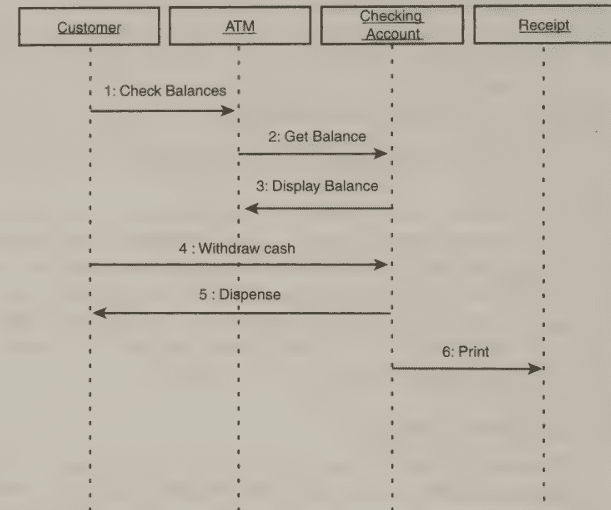 Customer
ATM
Checking
Account
Receipt
1: Check Balances
2: Get Balance
3: Display Balance
4 : Withdraw cash
5 : Dispense
6: Print